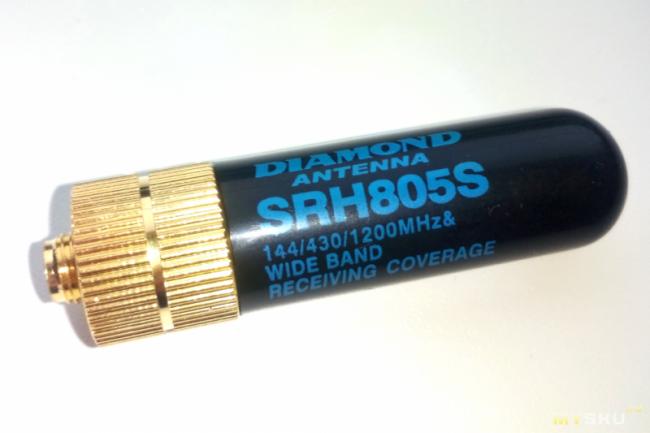 DIAMOND
ANTENNA
SRH805S
144/430/1200MHz&
WIDE BAND
RECEIVING COVERAGE
MYSKU